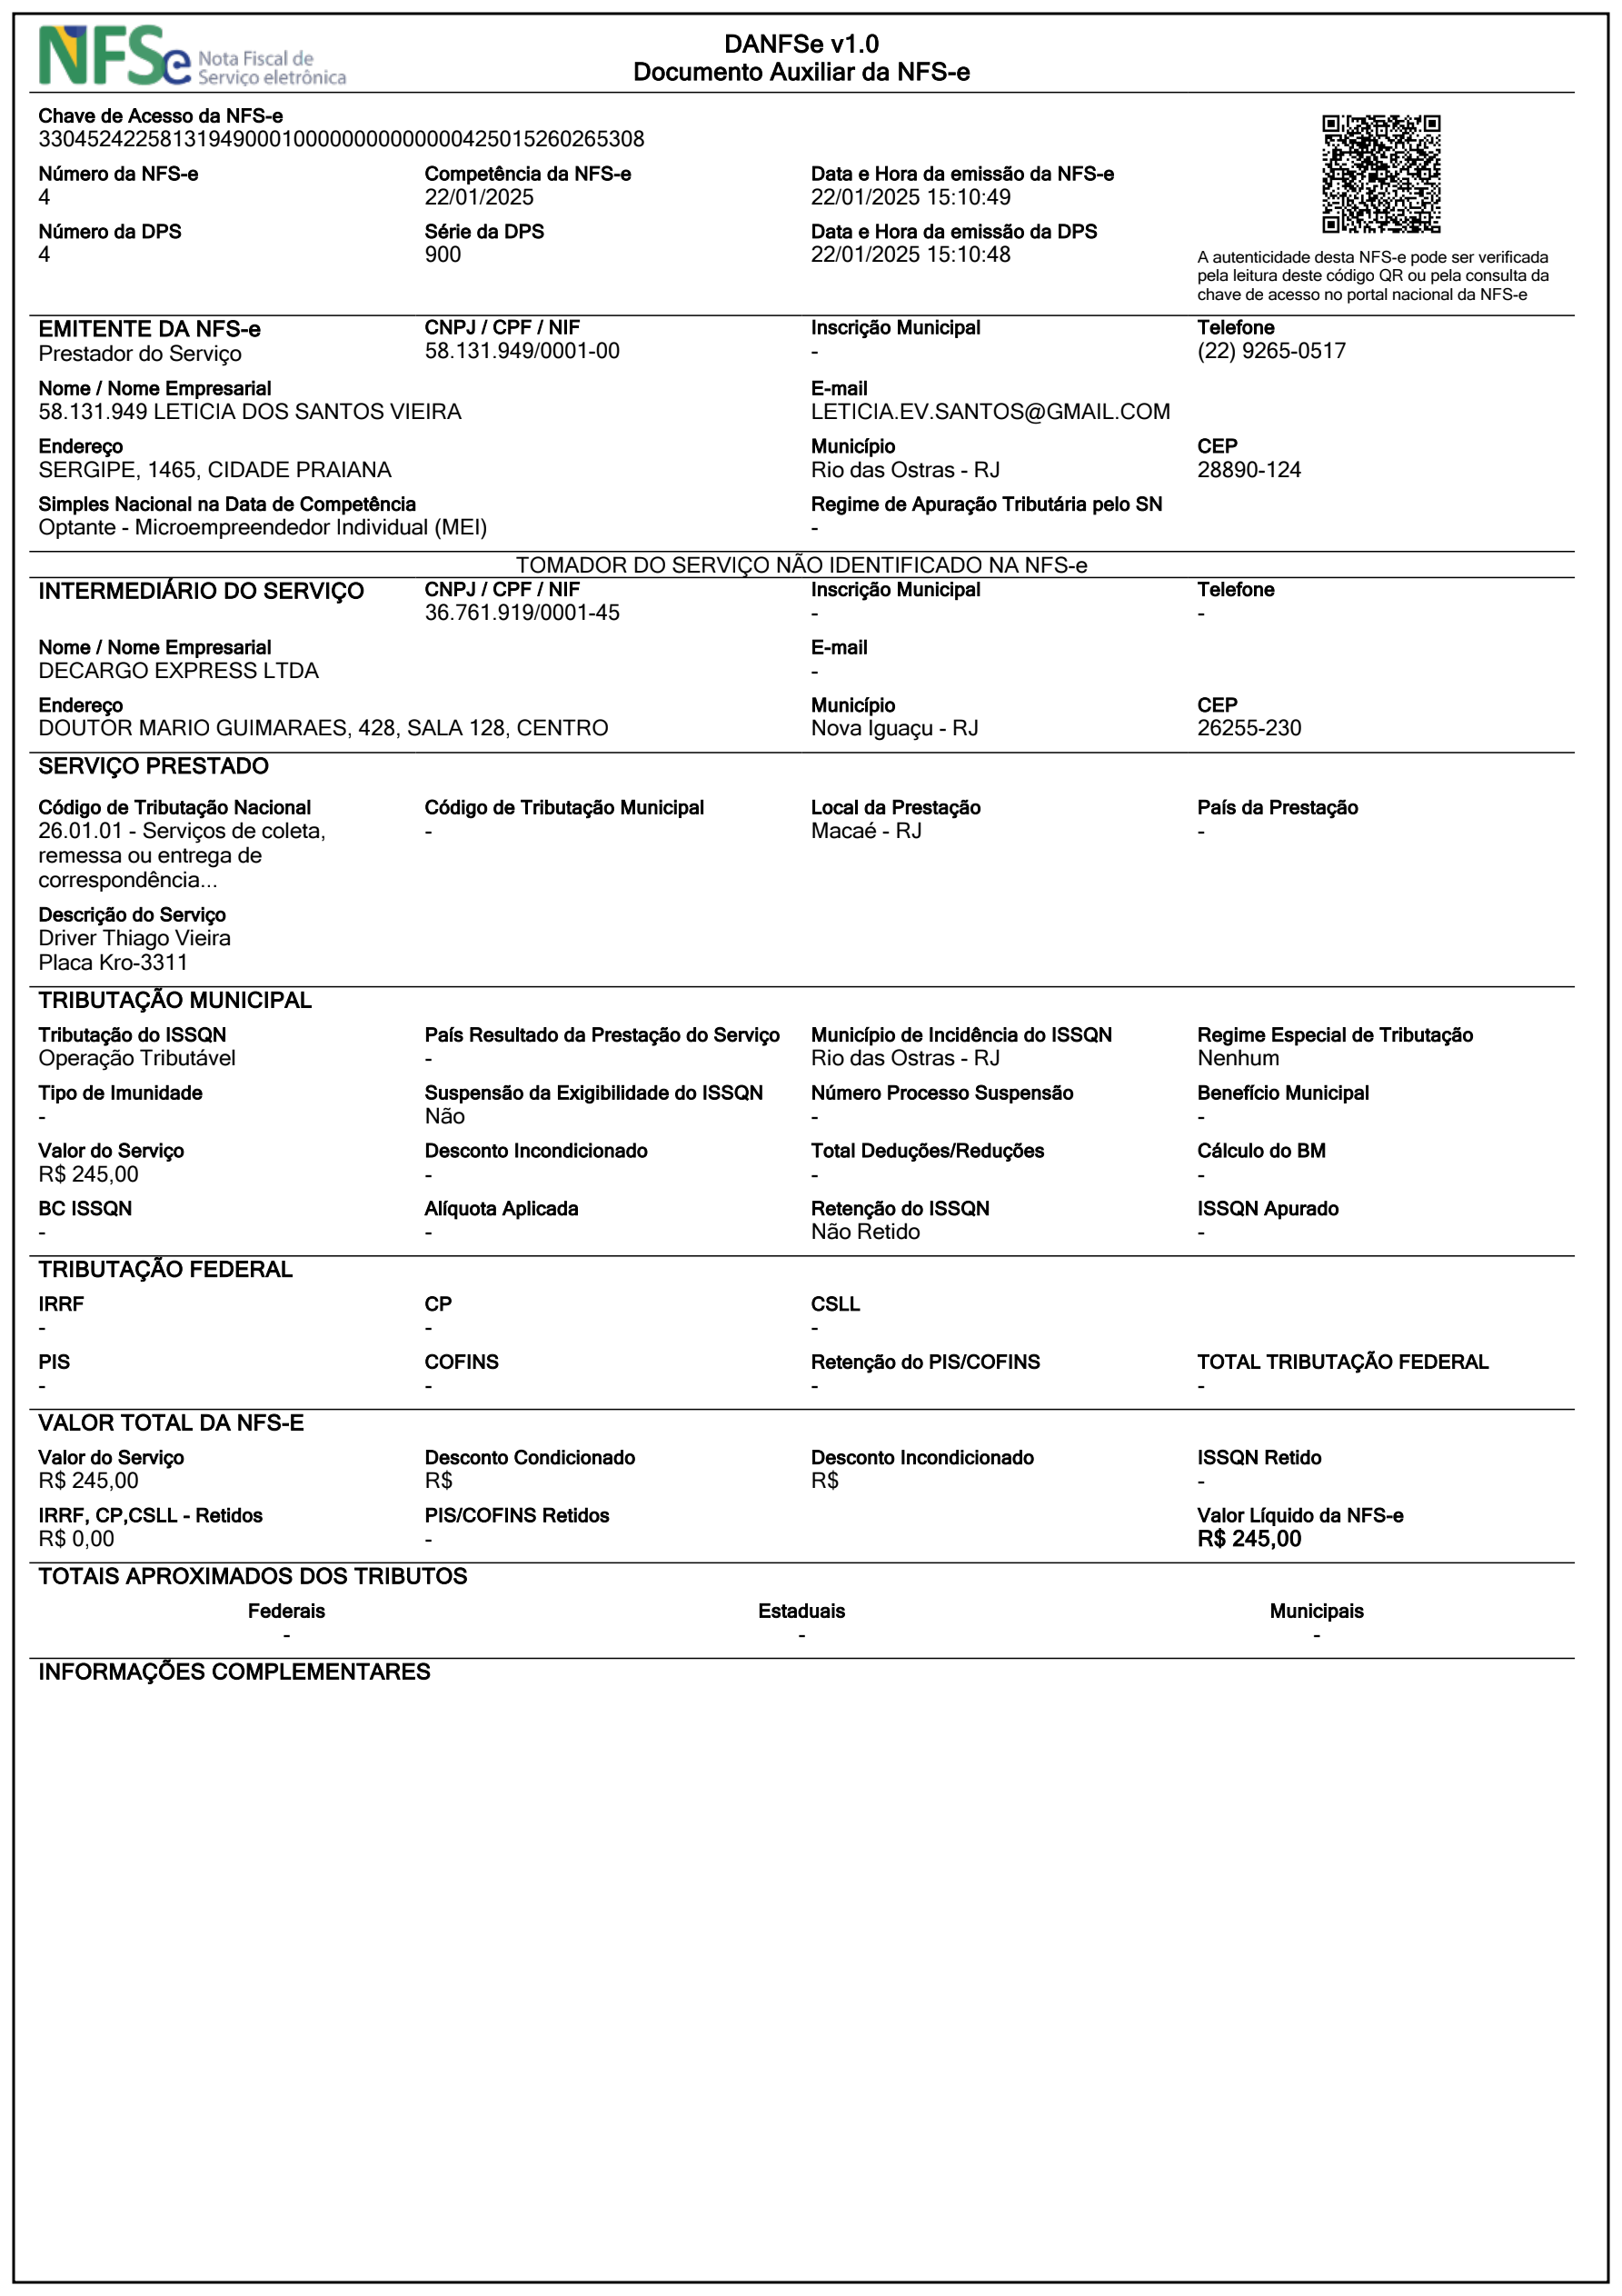 NFSe Nota Fiscal de
Serviço eletrônica
DANFSe v1.0
Documento Auxiliar da NFS-e
Chave de Acesso da NFS-e
33045242258131949000100000000000000425015260265308
Número da NFS-e Competência da NFS-e Data e Hora da emissão da NFS-e
4 22/01/2025 22/01/2025 15:10:49
Número da DPS Série da DPS Data e Hora da emissão da DPS
4 900 22/01/2025 15:10:48
A autenticidade desta NFS-e pode ser verificada
pela leitura deste código QR ou pela consulta da
chave de acesso no portal nacional da NFS-e
EMITENTE DA NFS-e CNPJ / CPF / NIF Inscrição Municipal Telefone
Prestador do Serviço 58.131.949/0001-00 - (22) 9265-0517
Nome / Nome Empresarial E-mail
58.131.949 LETICIA DOS SANTOS VIEIRA LETICIA.EV.SANTOS@GMAIL.COM
Endereço Município CEP
SERGIPE, 1465, CIDADE PRAIANA Rio das Ostras - RJ 28890-124
Simples Nacional na Data de Competência Regime de Apuração Tributária pelo SN
Optante - Microempreendedor Individual (MEI) -
TOMADOR DO SERVIÇO NÃO IDENTIFICADO NA NFS-e
INTERMEDIÁRIO DO SERVIÇO CNPJ / CPF / NIF Inscrição Municipal Telefone
36.761.919/0001-45 - -
Nome / Nome Empresarial E-mail
DECARGO EXPRESS LTDA -
Endereço Município CEP
DOUTOR MARIO GUIMARAES, 428, SALA 128, CENTRO Nova Iguaçu - RJ 26255-230
SERVIÇO PRESTADO
Código de Tributação Nacional Código de Tributação Municipal Local da Prestação País da Prestação
26.01.01 - Serviços de coleta, - Macaé - RJ -
remessa ou entrega de
correspondência...
Descrição do Serviço
Driver Thiago Vieira
Placa Kro-3311
TRIBUTAÇÃO MUNICIPAL
Tributação do ISSQN País Resultado da Prestação do Serviço Município de Incidência do ISSQN Regime Especial de Tributação
Operação Tributável - Rio das Ostras - RJ Nenhum
Tipo de Imunidade Suspensão da Exigibilidade do ISSQN Número Processo Suspensão Benefício Municipal
- Não - -
Valor do Serviço Desconto Incondicionado Total Deduções/Reduções Cálculo do BM
R$ 245,00 - - -
BC ISSQN Alíquota Aplicada Retenção do ISSQN ISSQN Apurado
- - Não Retido -
TRIBUTAÇÃO FEDERAL
IRRF CP CSLL
- - -
PIS COFINS Retenção do PIS/COFINS TOTAL TRIBUTAÇÃO FEDERAL
- - - -
VALOR TOTAL DA NFS-E
Valor do Serviço Desconto Condicionado Desconto Incondicionado ISSQN Retido
R$ 245,00 R$ R$ -
IRRF, CP,CSLL - Retidos PIS/COFINS Retidos Valor Líquido da NFS-e
R$ 0,00 - R$ 245,00
TOTAIS APROXIMADOS DOS TRIBUTOS
Federais Estaduais Municipais
- - -
INFORMAÇÕES COMPLEMENTARES